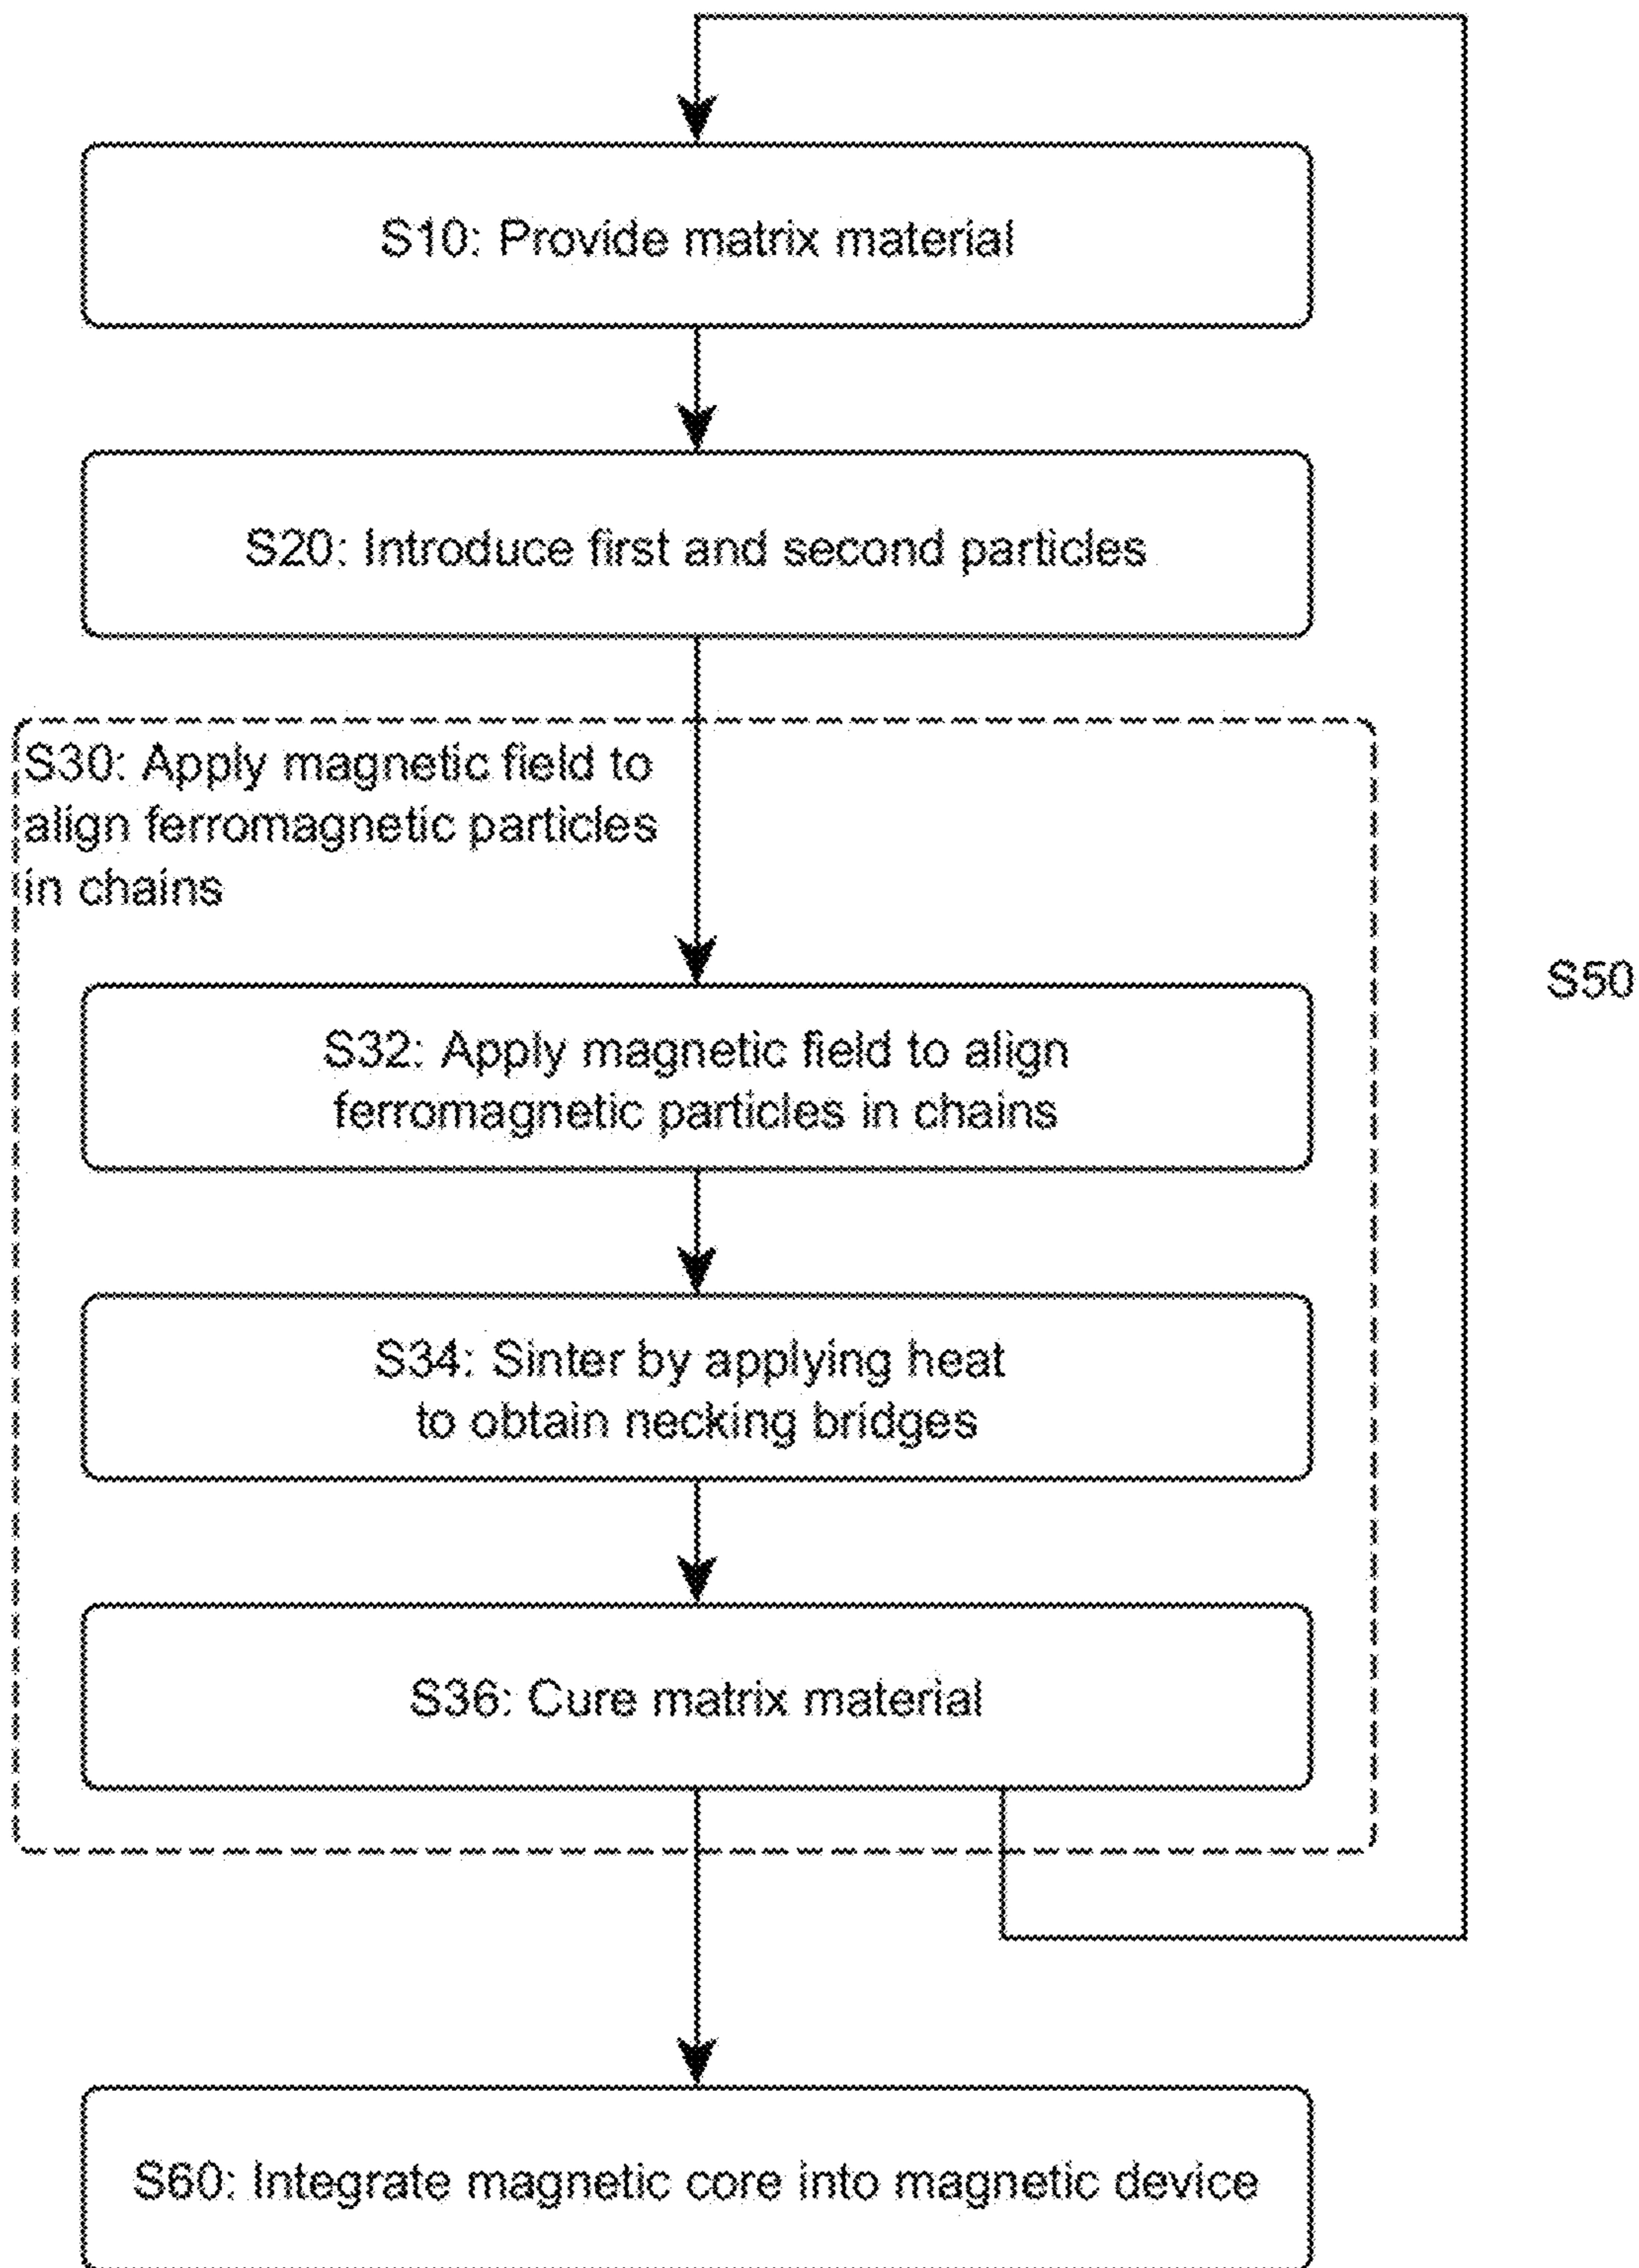 S10: Provide matrix material
S20: Introduce first and second particles
S30: Apply magnetic field to
align ferromagnetic particles
in chains
S50
S32: Apply magnetic field to align
ferromagnetic particles in chains
S34: Sinter by applying heat
to obtain necking bridges
S36: Cure matrix material
S60: Integrate magnetic core into magnetic device